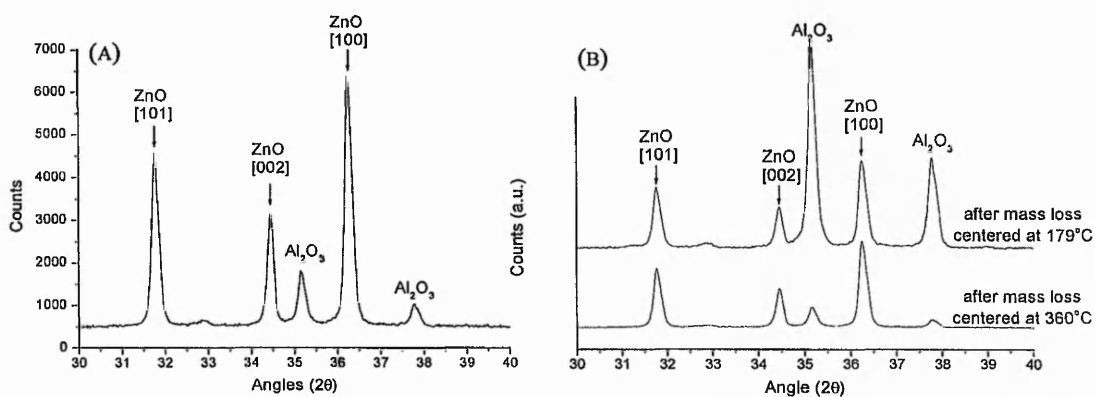 (A)
ZnO
[101]
ZnO
[002]
Al₂O₃
ZnO
[100]
Al₂O₃
7000
6000
5000
4000
3000
2000
1000
0
Counts
30 31 32 33 34 35 36 37 38 39 40
Angles (2θ)
(B)
ZnO
[101]
ZnO
[002]
Al₂O₃
ZnO
[100]
Al₂O₃
after mass loss
centered at 179°C
after mass loss
centered at 360°C
Counts (a.u.)
30 31 32 33 34 35 36 37 38 39 40
Angle (2θ)